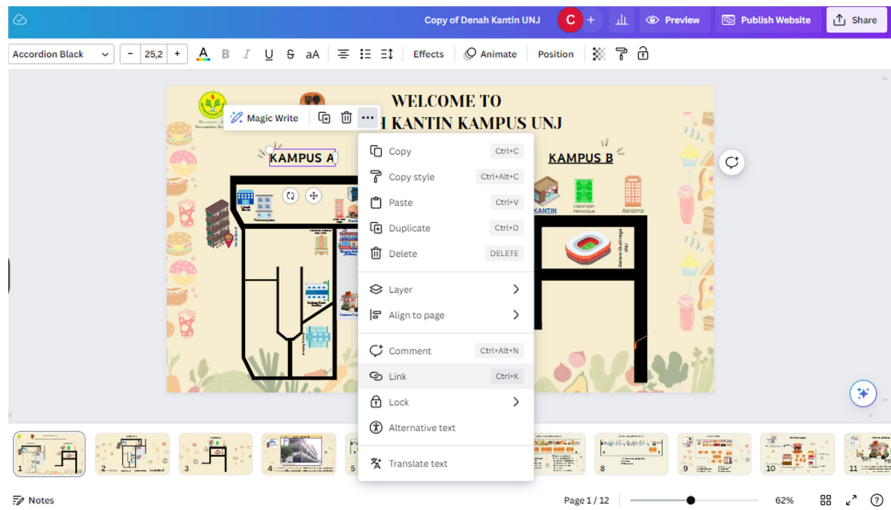 Copy of Denah Kantin UNJ
C
+
Preview
Publish Website
Share
Accordion Black
- 25,2 +
A B I U S aA
Effects
Animate
Position
WELCOME TO
H KANTIN KAMPUS UNJ
Magic Write
...
KAMPUS A
KAMPUS B
KANTIN
Asrama
Copy Ctrl+C
Copy style Ctrl+Alt+C
Paste Ctrl+V
Duplicate Ctrl+D
Delete DELETE
Layer
Align to page
Comment Ctrl+Alt+N
Link Ctrl+K
Lock
Alternative text
Translate text
1
2
3
4
5
8
9
10
11
Notes
Page 1 / 12
62%